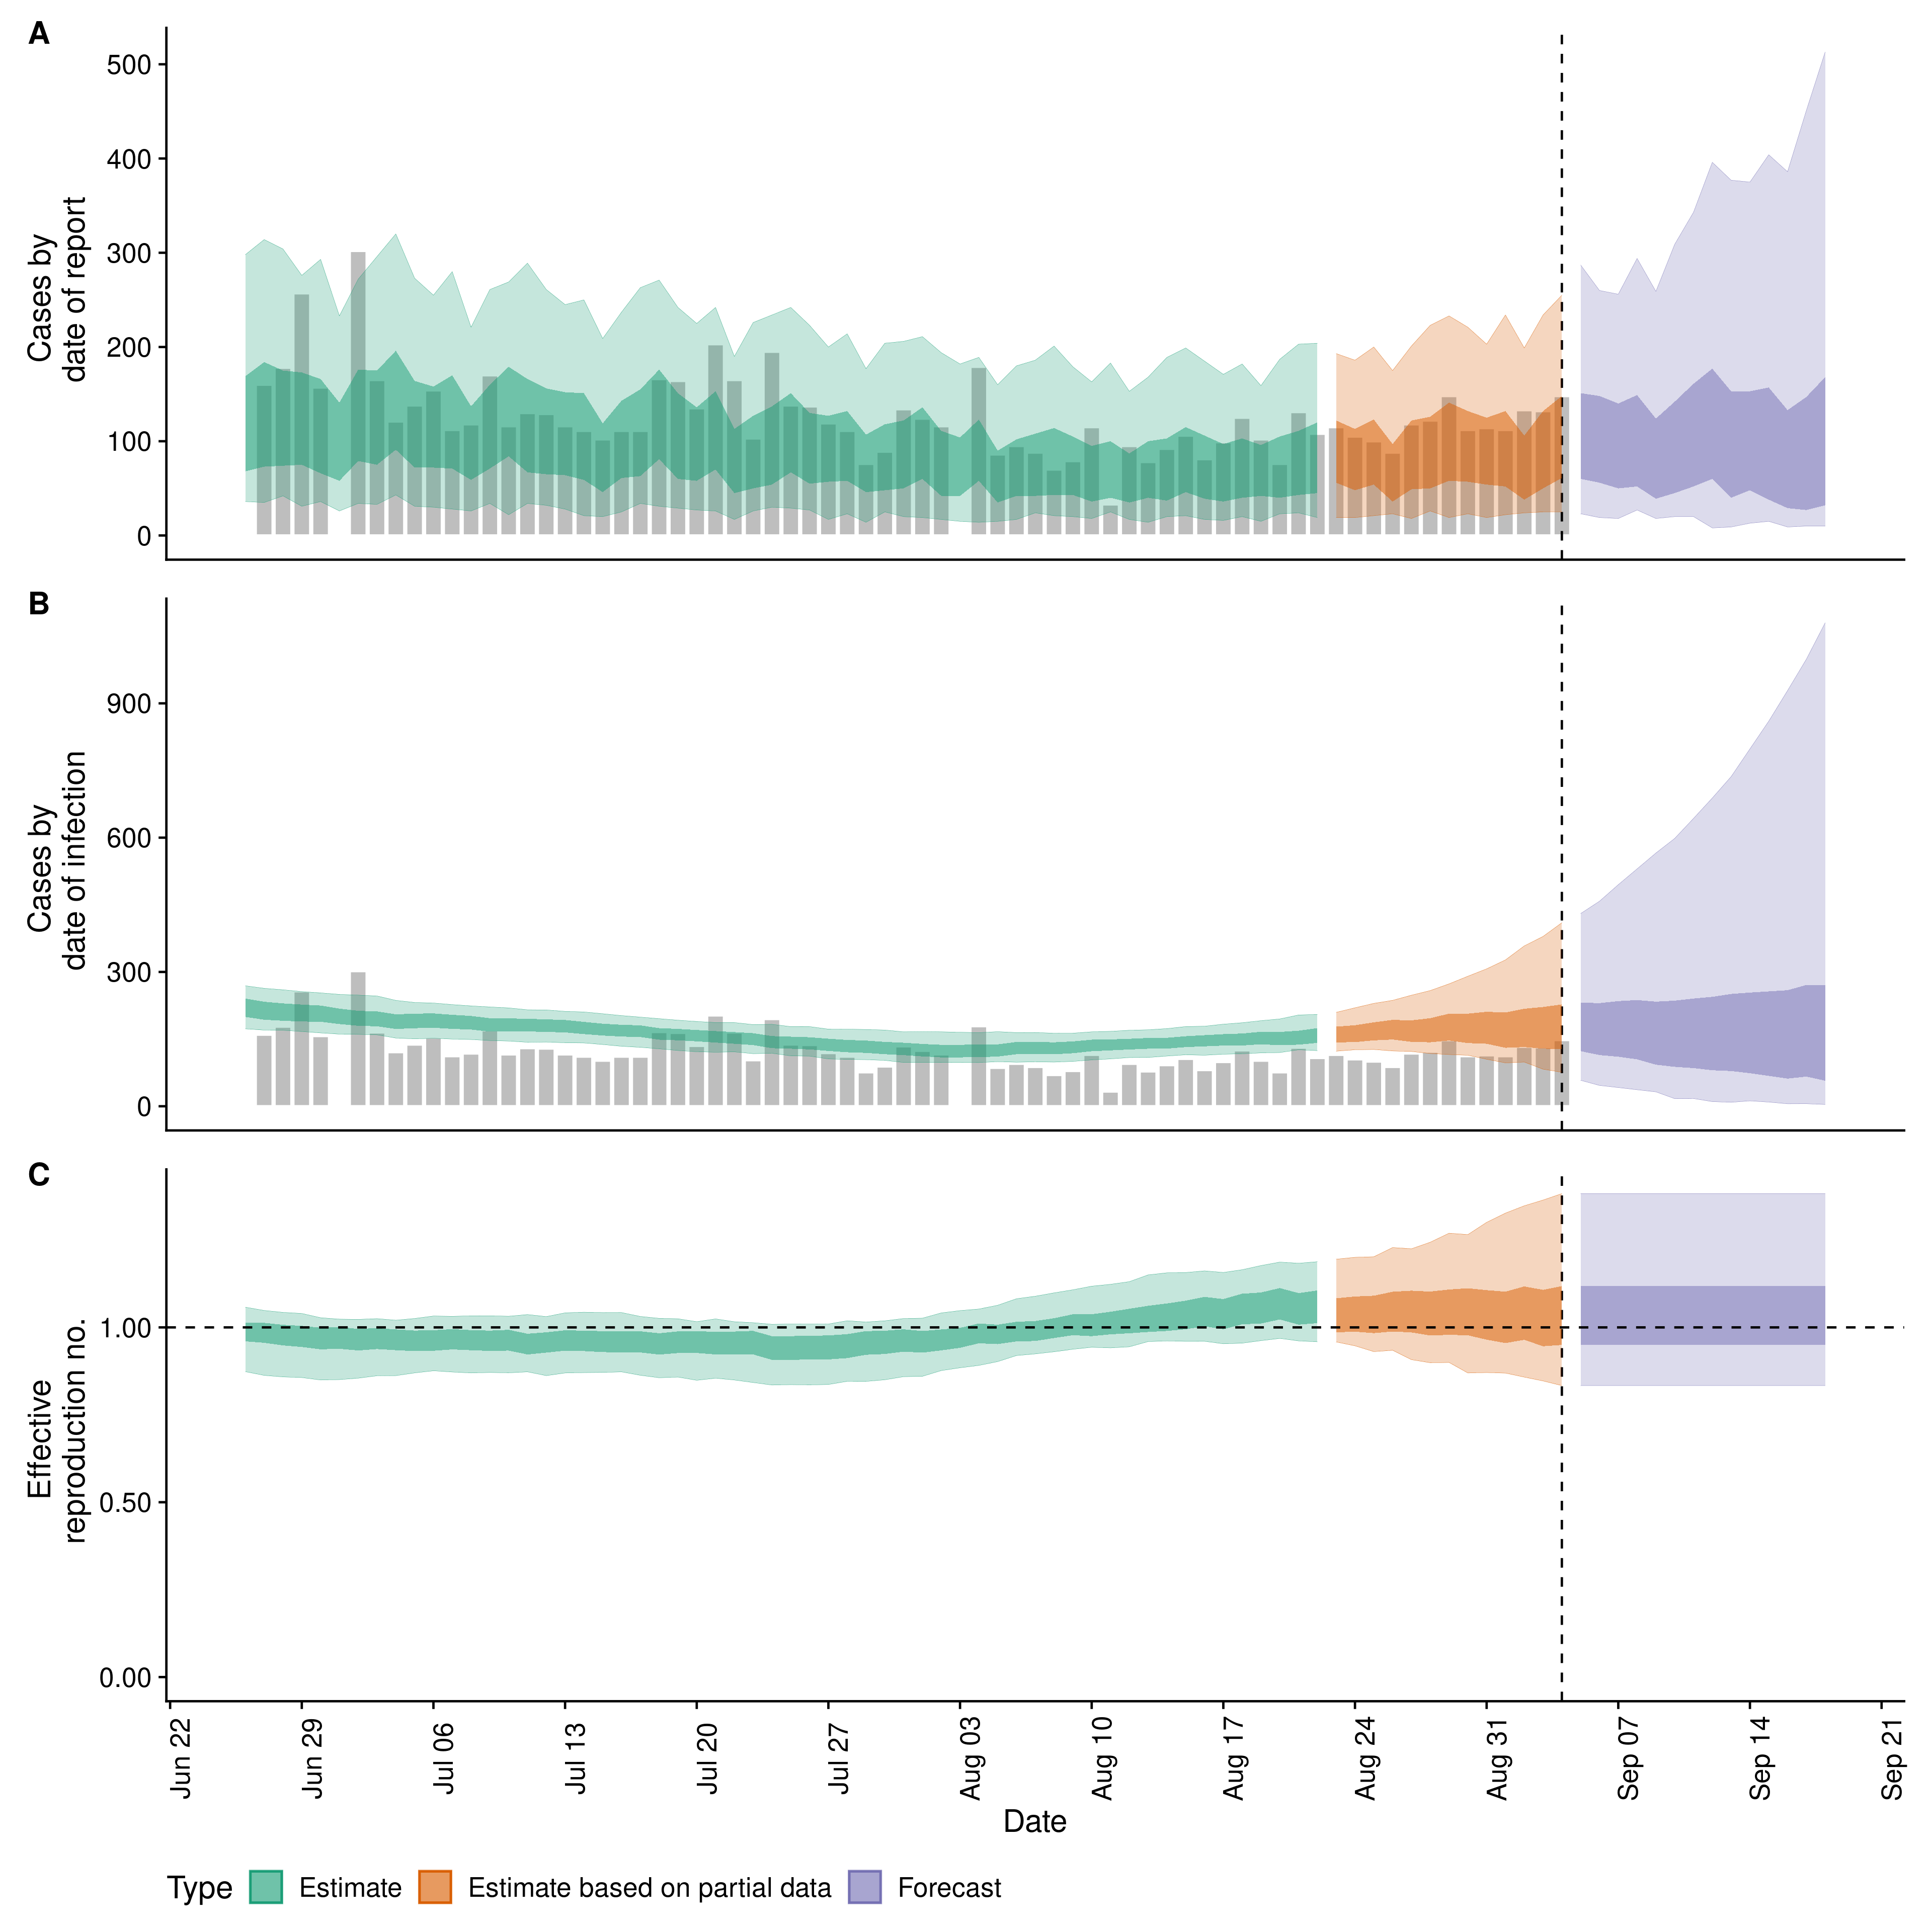 A
Cases by
date of report
500
400
300
200
100
0
B
Cases by
date of infection
900
600
300
0
C
Effective
reproduction no.
1.00
0.50
0.00
Jun 22
Jun 29
Jul 06
Jul 13
Jul 20
Jul 27
Aug 03
Aug 10
Aug 17
Aug 24
Aug 31
Sep 07
Sep 14
Sep 21
Date
Type Estimate Estimate based on partial data Forecast